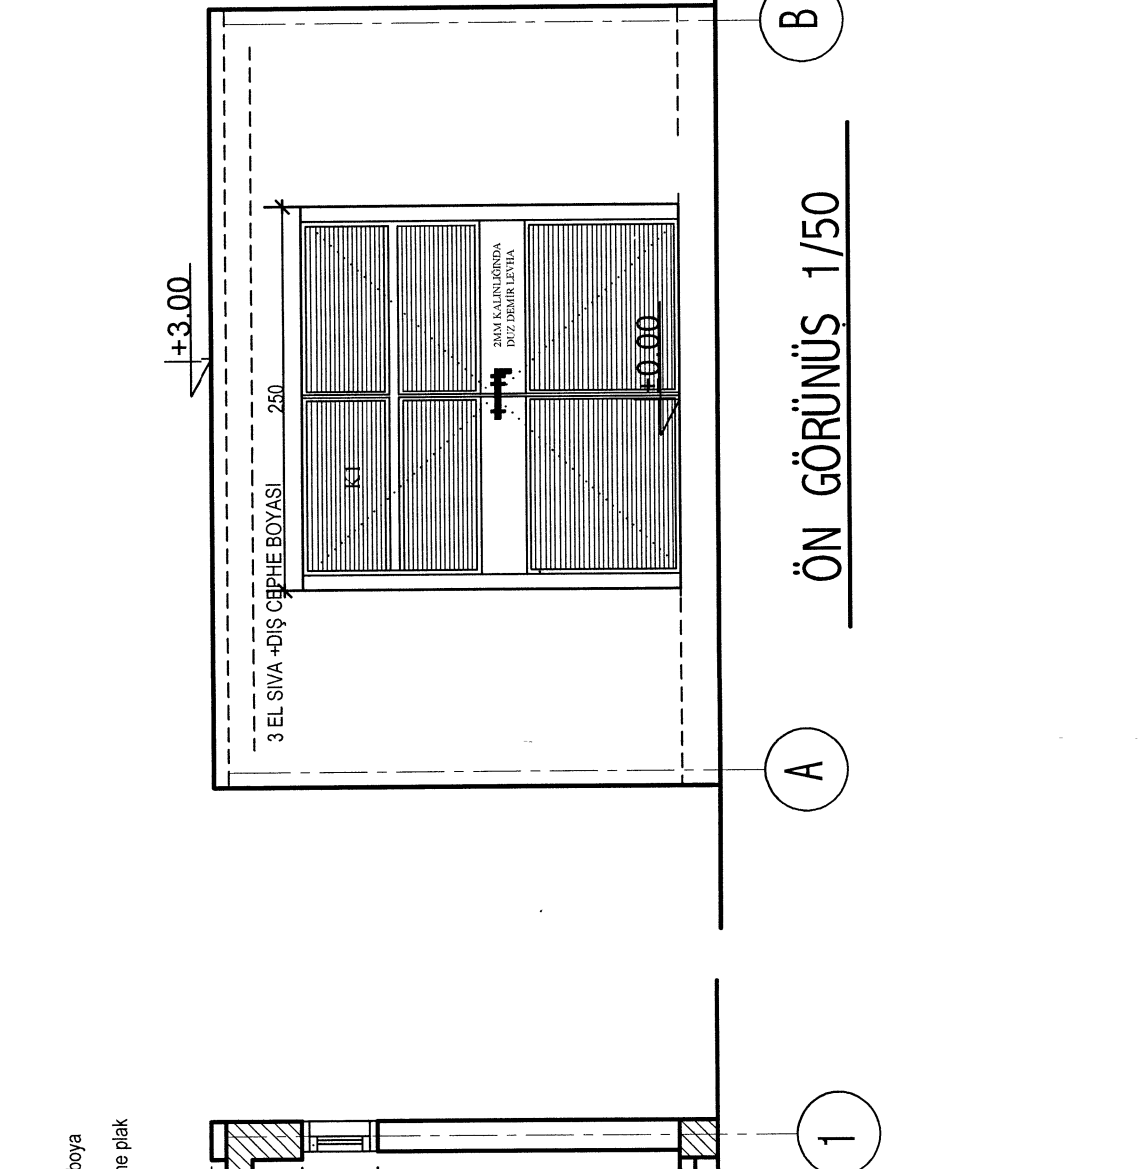 +3.00
250
3 EL SIVA +DIŞ CEPHE BOYASI
K1
2MM KALINLIĞINDA
DUZ DEMİR LEVHA
+0.00
A
B
ÖN GÖRÜNÜŞ 1/50
boya
ne plak
1